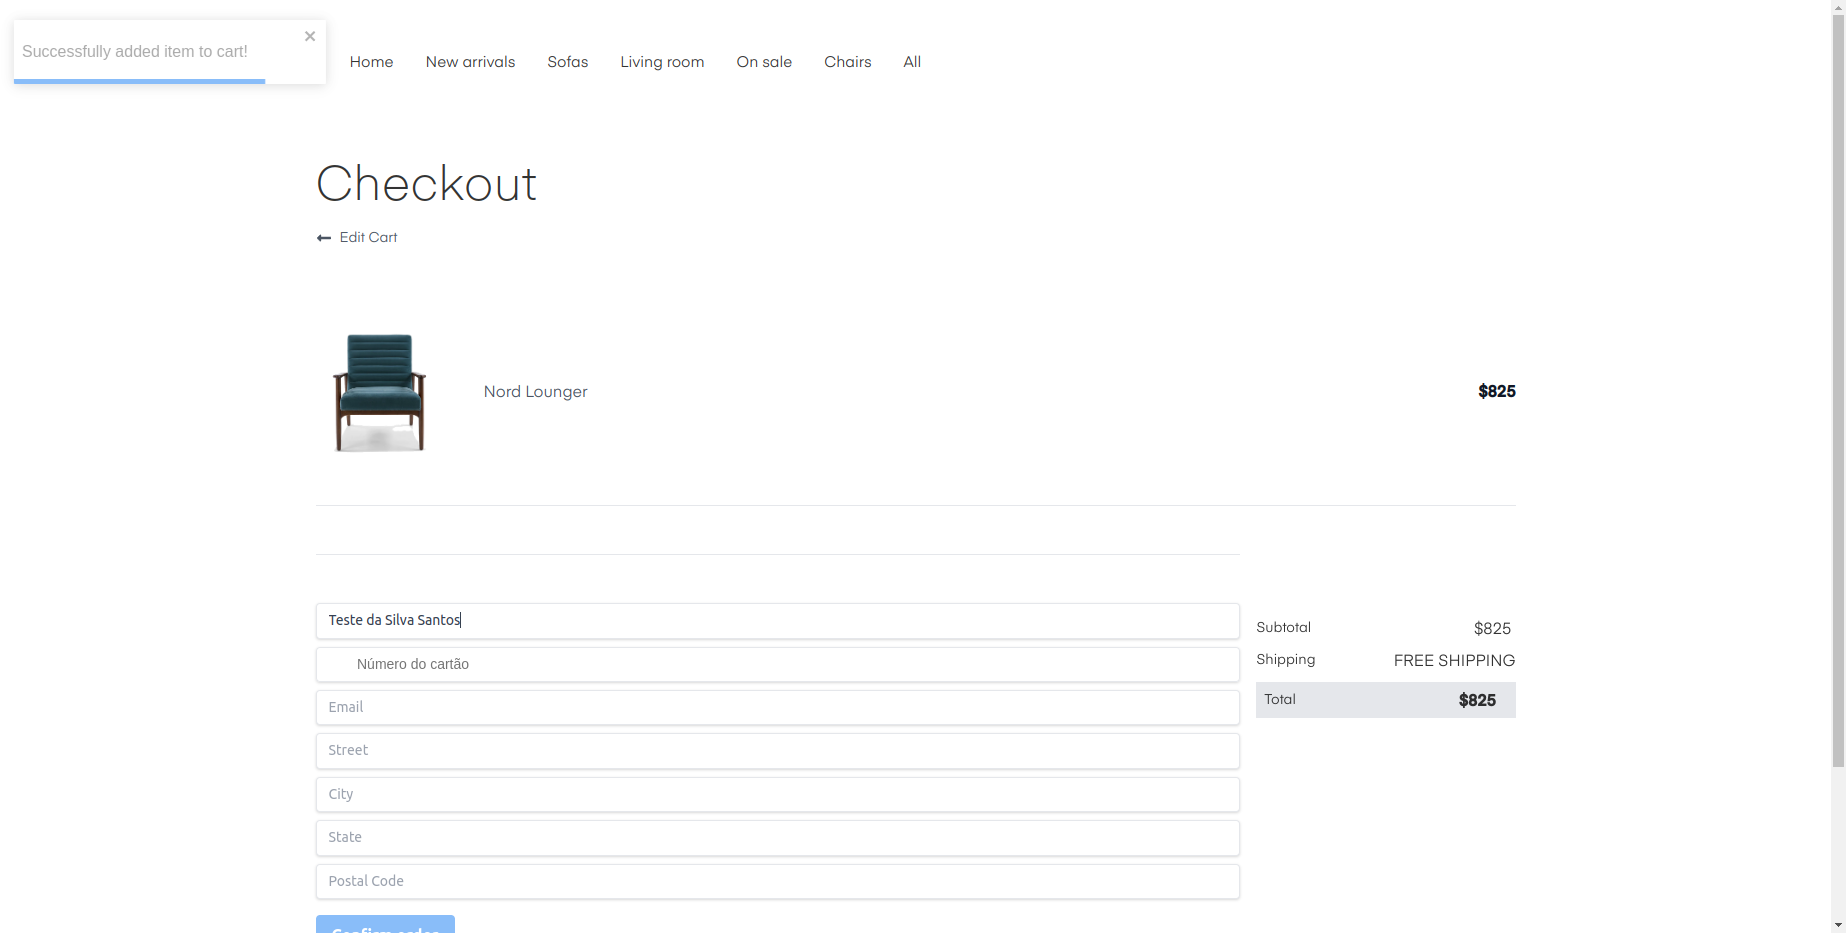 Successfully added item to cart!
Home New arrivals Sofas Living room On sale Chairs All
Checkout
Edit Cart
Nord Lounger $825
Teste da Silva Santos
Número do cartão
Email
Street
City
State
Postal Code
Confirm order
Subtotal $825
Shipping FREE SHIPPING
Total $825